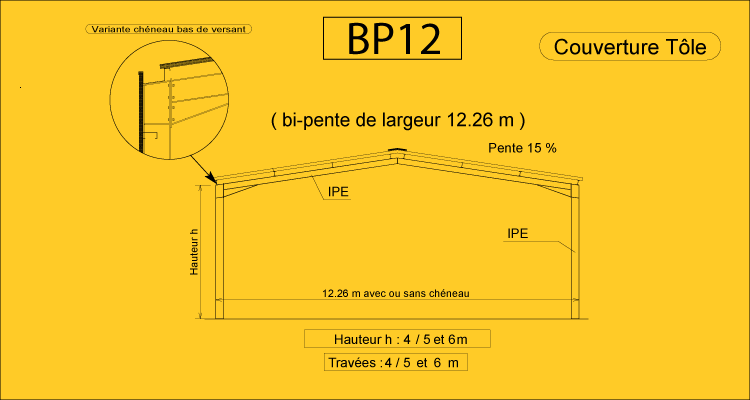 Variante chéneau bas de versant
BP12
Couverture Tôle
( bi-pente de largeur 12.26 m )
Pente 15 %
IPE
IPE
Hauteur h
12.26 m avec ou sans chéneau
Hauteur h : 4 / 5 et 6m
Travées : 4 / 5 et 6 m